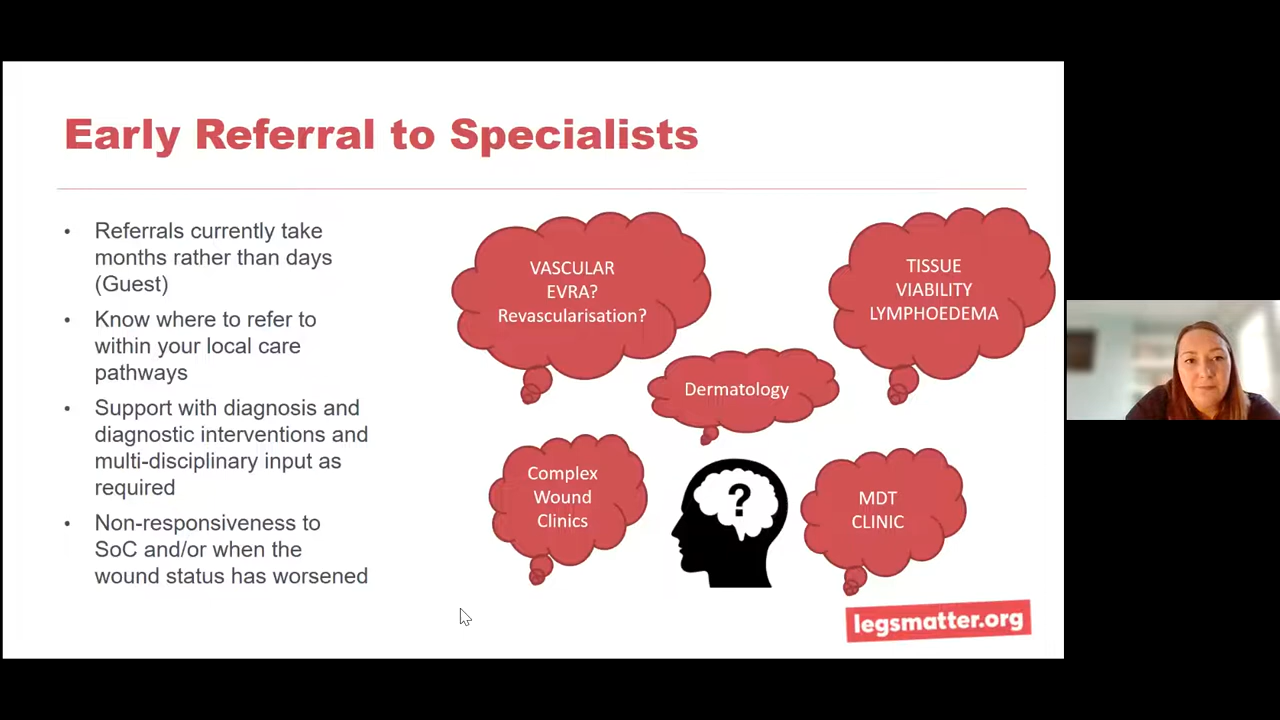 Early Referral to Specialists
• Referrals currently take
months rather than days
(Guest)
• Know where to refer to
within your local care
pathways
• Support with diagnosis and
diagnostic interventions and
multi-disciplinary input as
required
• Non-responsiveness to
SoC and/or when the
wound status has worsened
VASCULAR
EVRA?
Revascularisation?
TISSUE
VIABILITY
LYMPHOEDEMA
Dermatology
Complex
Wound
Clinics
?
MDT
CLINIC
legsmatter.org